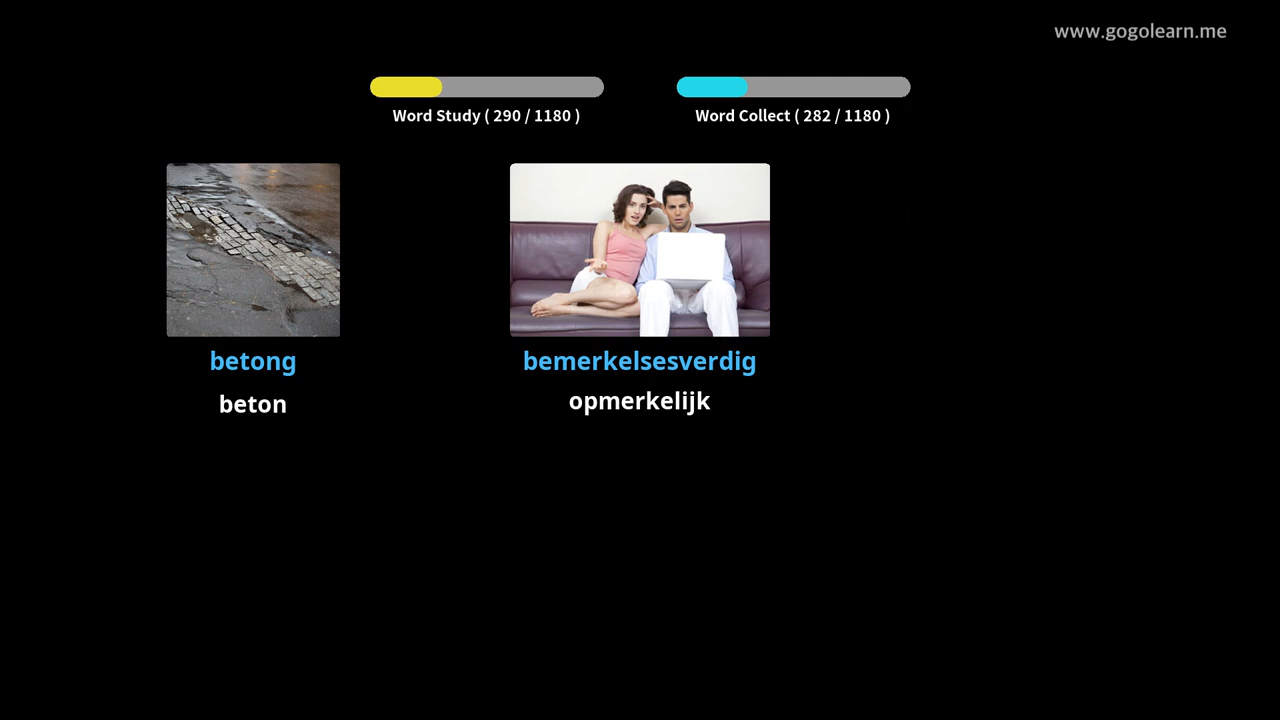 www.gogolearn.me
Word Study ( 290 / 1180 )
Word Collect ( 282 / 1180 )
betong
beton
bemerkelsesverdig
opmerkelijk